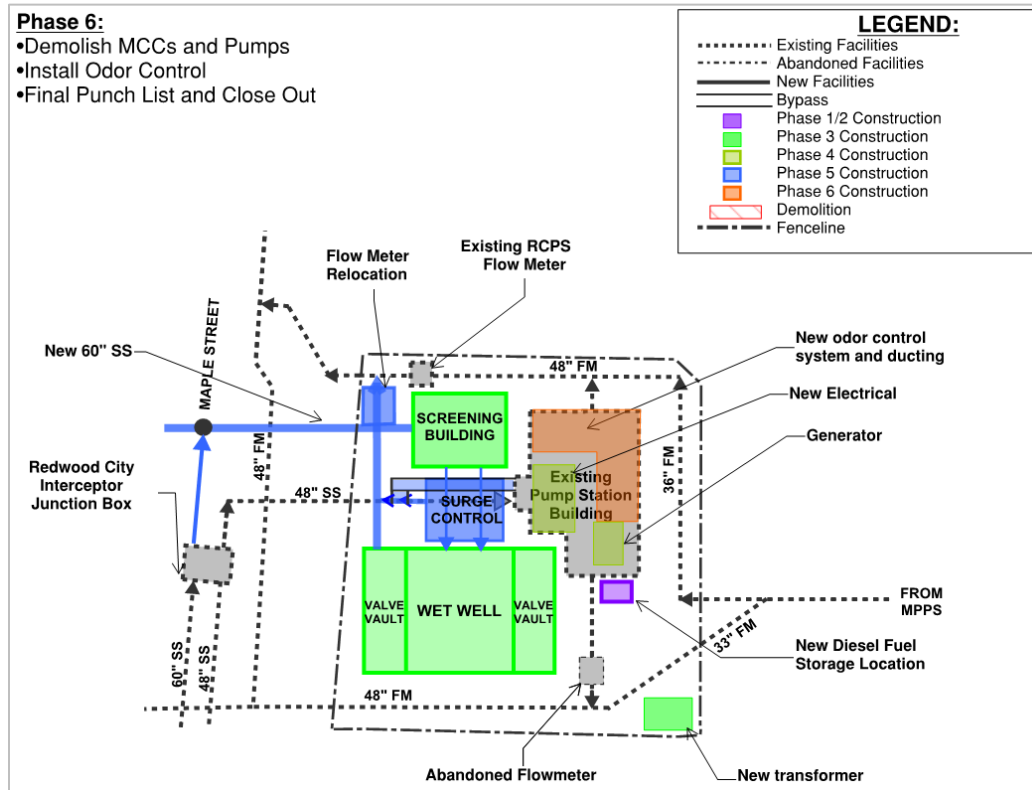 Phase 6:
•Demolish MCCs and Pumps
•Install Odor Control
•Final Punch List and Close Out
LEGEND:
Existing Facilities
Abandoned Facilities
New Facilities
Bypass
Phase 1/2 Construction
Phase 3 Construction
Phase 4 Construction
Phase 5 Construction
Phase 6 Construction
Demolition
Fenceline
Flow Meter
Relocation
Existing RCPS
Flow Meter
MAPLE STREET
New 60" SS
48" FM
New odor control
system and ducting
New Electrical
Generator
SCREENING
BUILDING
48" FM
36" FM
Redwood City
Interceptor
Junction Box
48" SS
SURGE
CONTROL
Existing
Pump Station
Building
VALVE
VAULT
WET WELL
VALVE
VAULT
FROM
MPPS
33" FM
New Diesel Fuel
Storage Location
60" SS
48" SS
48" FM
Abandoned Flowmeter
New transformer